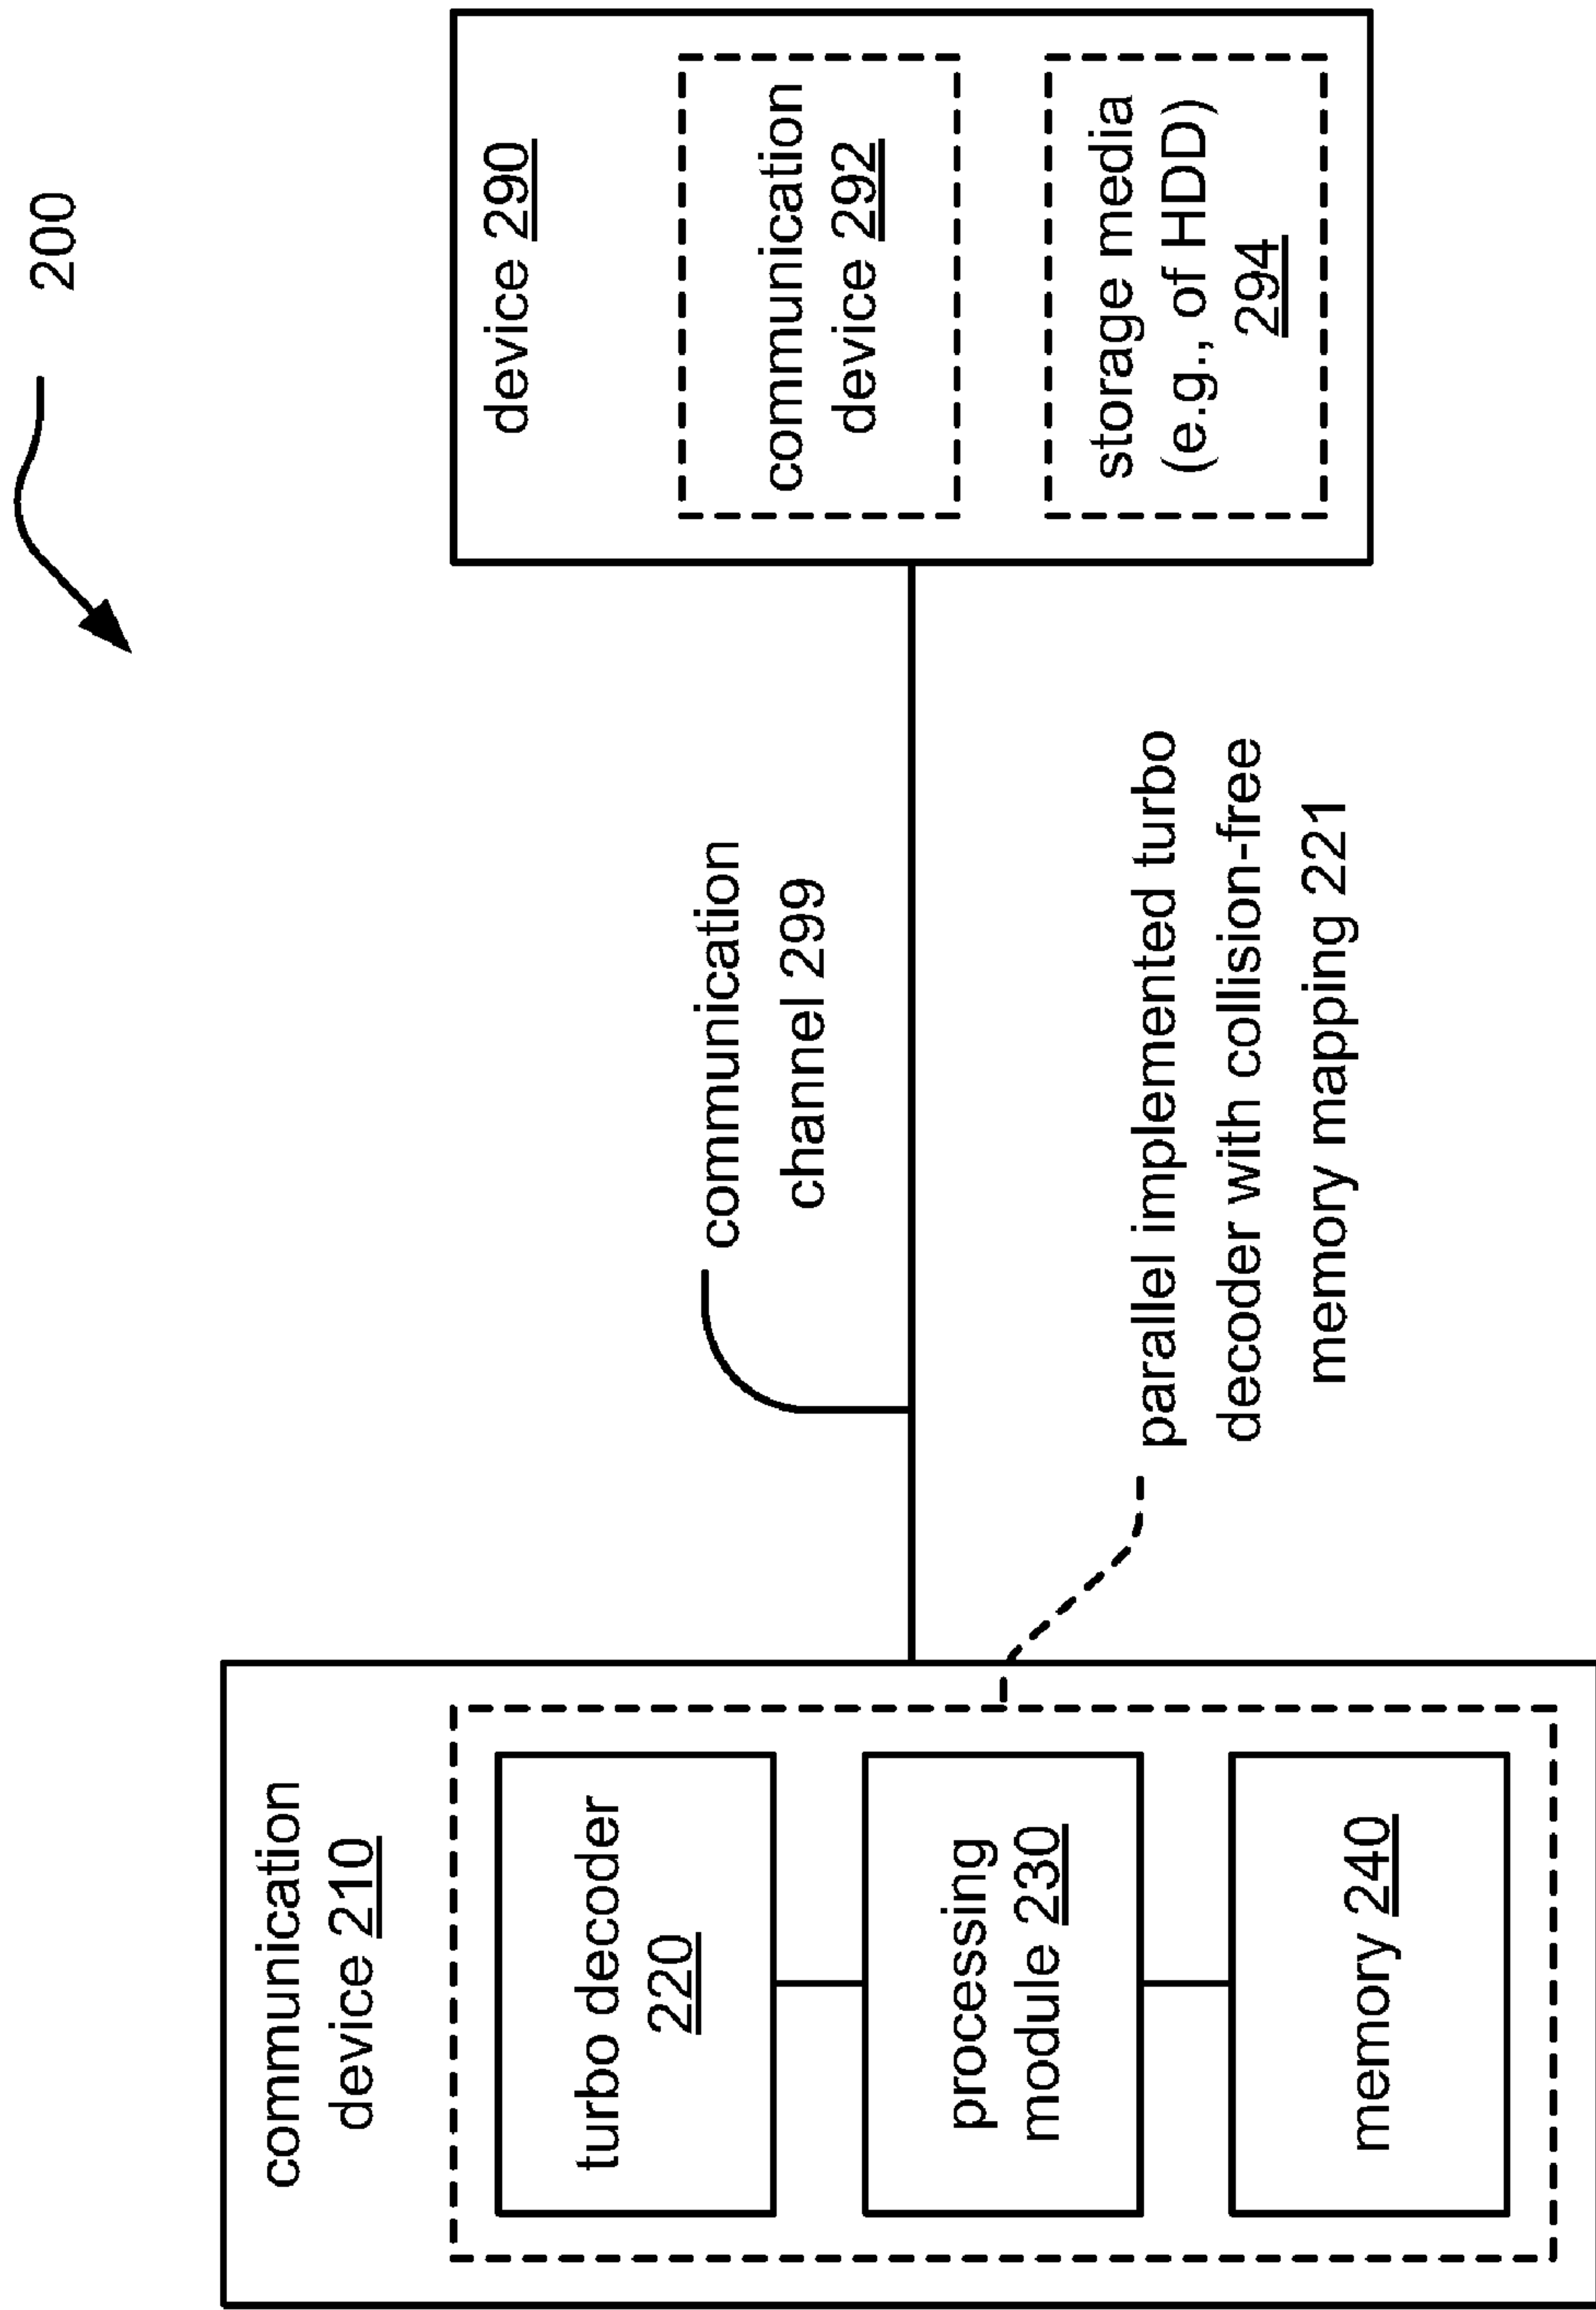 200
communication
device 210
turbo decoder
220
processing
module 230
memory 240
communication
channel 299
parallel implemented turbo
decoder with collision-free
memory mapping 221
device 290
communication
device 292
storage media
(e.g., of HDD)
294